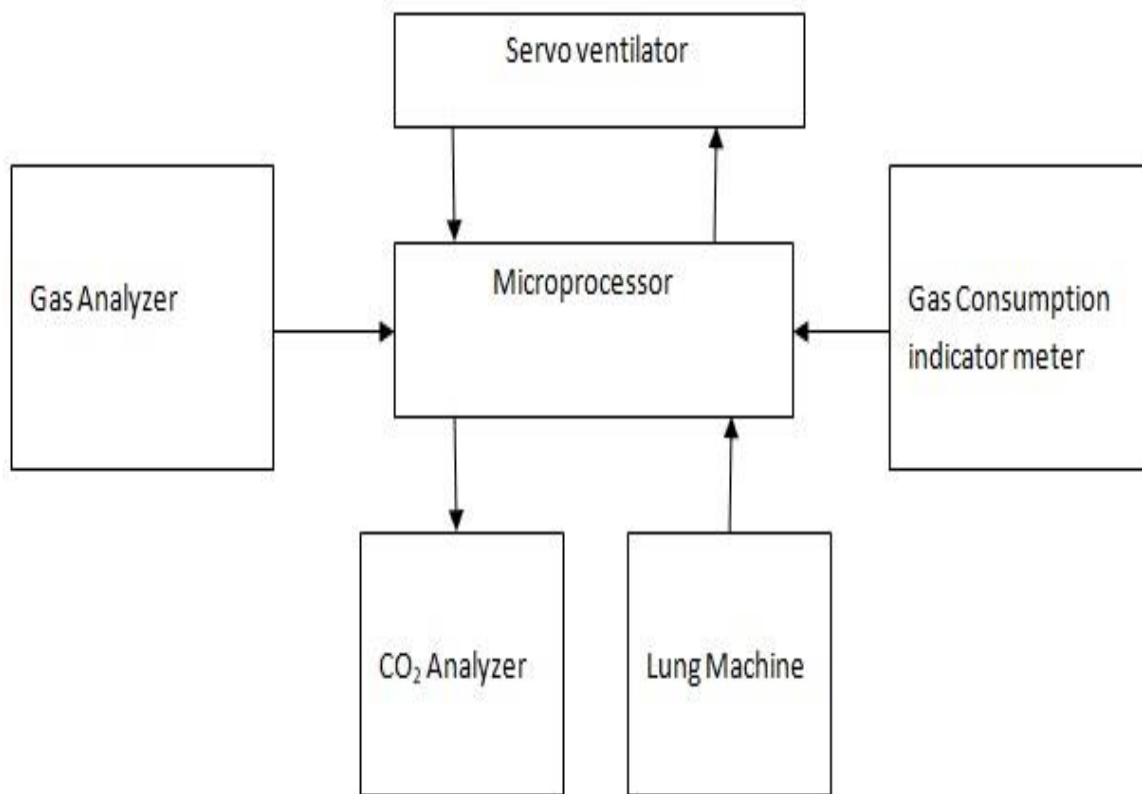 Servo ventilator
Gas Analyzer
Microprocessor
Gas Consumption
indicator meter
CO₂ Analyzer
Lung Machine